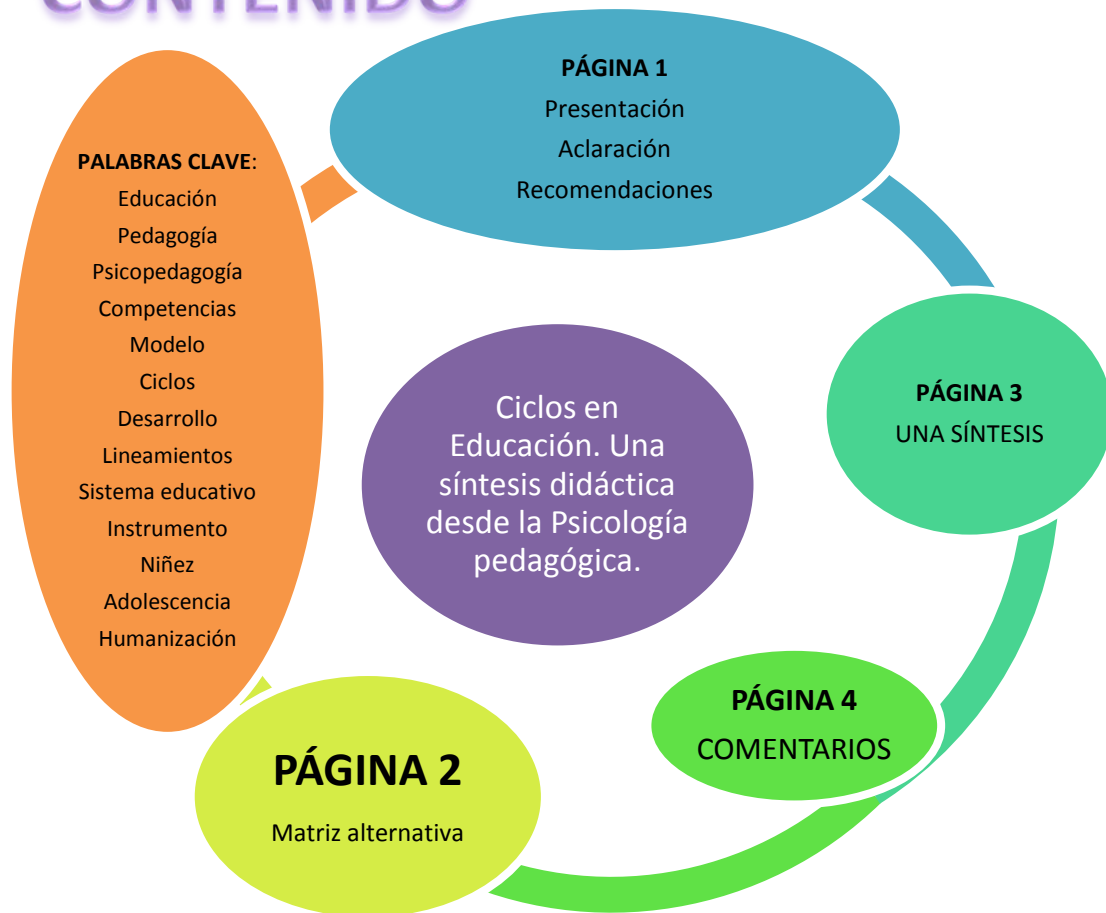 CONTENIDO
PÁGINA 1
Presentación
Aclaración
Recomendaciones
PALABRAS CLAVE:
Educación
Pedagogía
Psicopedagogía
Competencias
Modelo
Ciclos
Desarrollo
Lineamientos
Sistema educativo
Instrumento
Niñez
Adolescencia
Humanización
Ciclos en
Educación. Una
síntesis didáctica
desde la Psicología
pedagógica.
PÁGINA 3
UNA SÍNTESIS
PÁGINA 4
COMENTARIOS
PÁGINA 2
Matriz alternativa